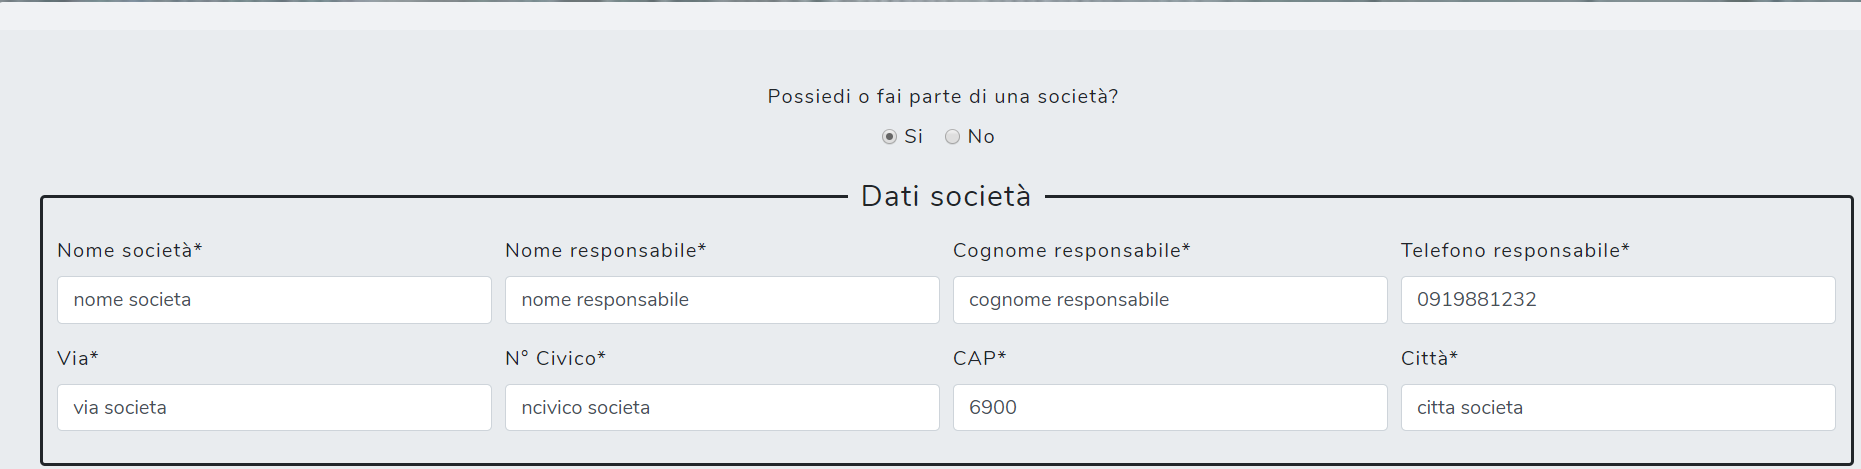 Possiedi o fai parte di una società?
Si No
Dati società
Nome società* Nome responsabile* Cognome responsabile* Telefono responsabile*
nome societa nome responsabile cognome responsabile 0919881232
Via* N° Civico* CAP* Città*
via societa ncivico societa 6900 citta societa